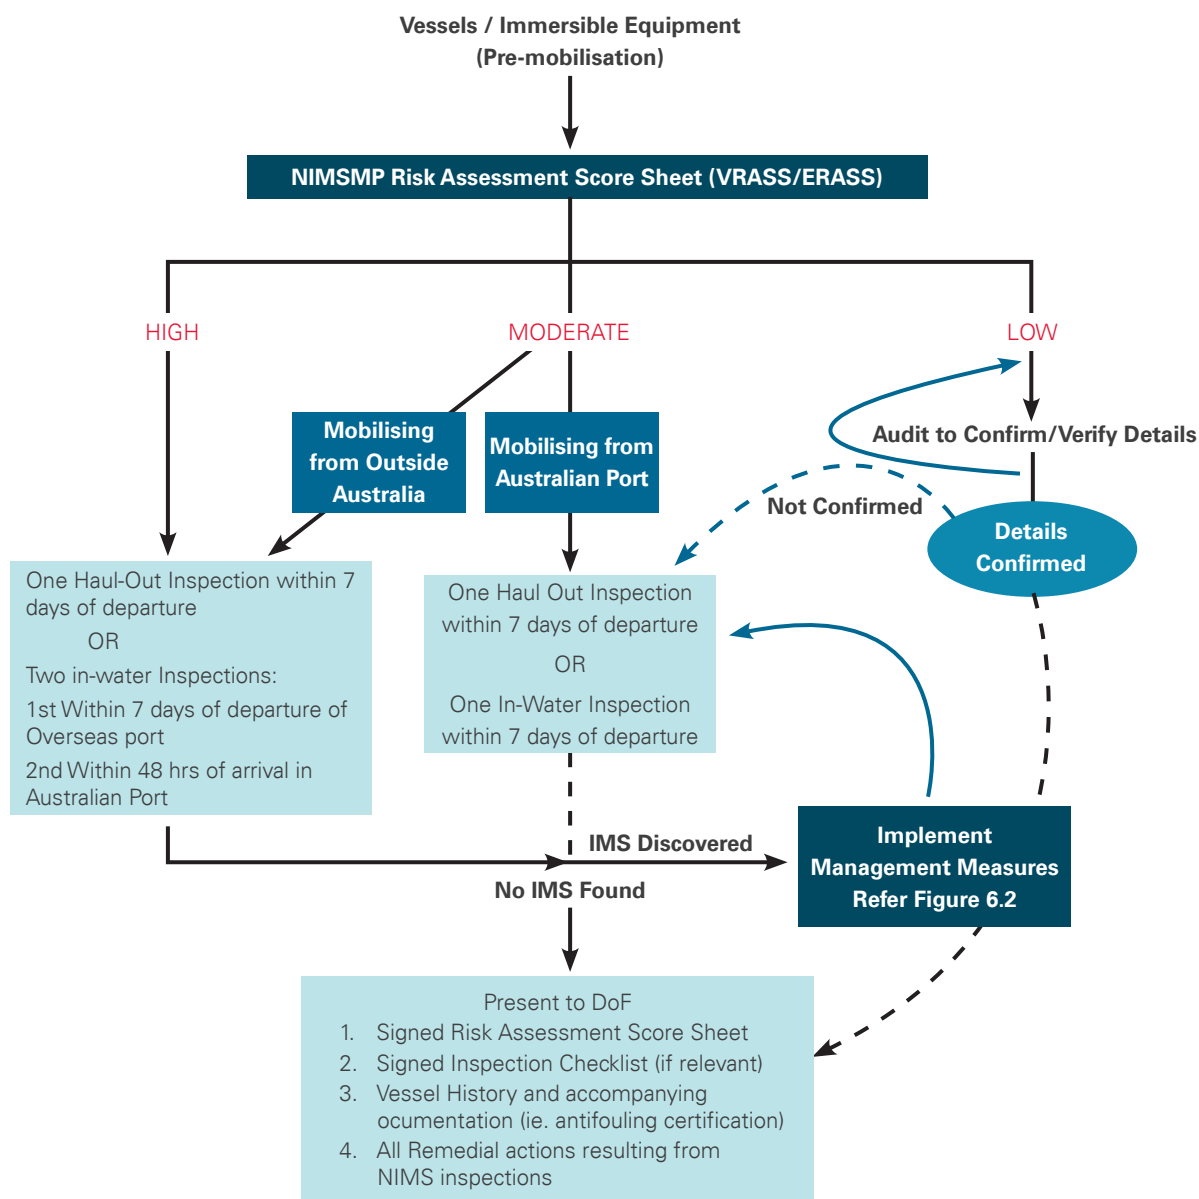 Vessels / Immersible Equipment
(Pre-mobilisation)
NIMSMP Risk Assessment Score Sheet (VRASS/ERASS)
HIGH
MODERATE
LOW
Mobilising
from Outside
Australia
Mobilising from
Australian Port
Audit to Confirm/Verify Details
Not Confirmed
Details
Confirmed
One Haul-Out Inspection within 7
days of departure
OR
Two in-water Inspections:
1st Within 7 days of departure of
Overseas port
2nd Within 48 hrs of arrival in
Australian Port
One Haul Out Inspection
within 7 days of departure
OR
One In-Water Inspection
within 7 days of departure
IMS Discovered
No IMS Found
Implement
Management Measures
Refer Figure 6.2
Present to DoF
1. Signed Risk Assessment Score Sheet
2. Signed Inspection Checklist (if relevant)
3. Vessel History and accompanying
ocumentation (ie. antifouling certification)
4. All Remedial actions resulting from
NIMS inspections